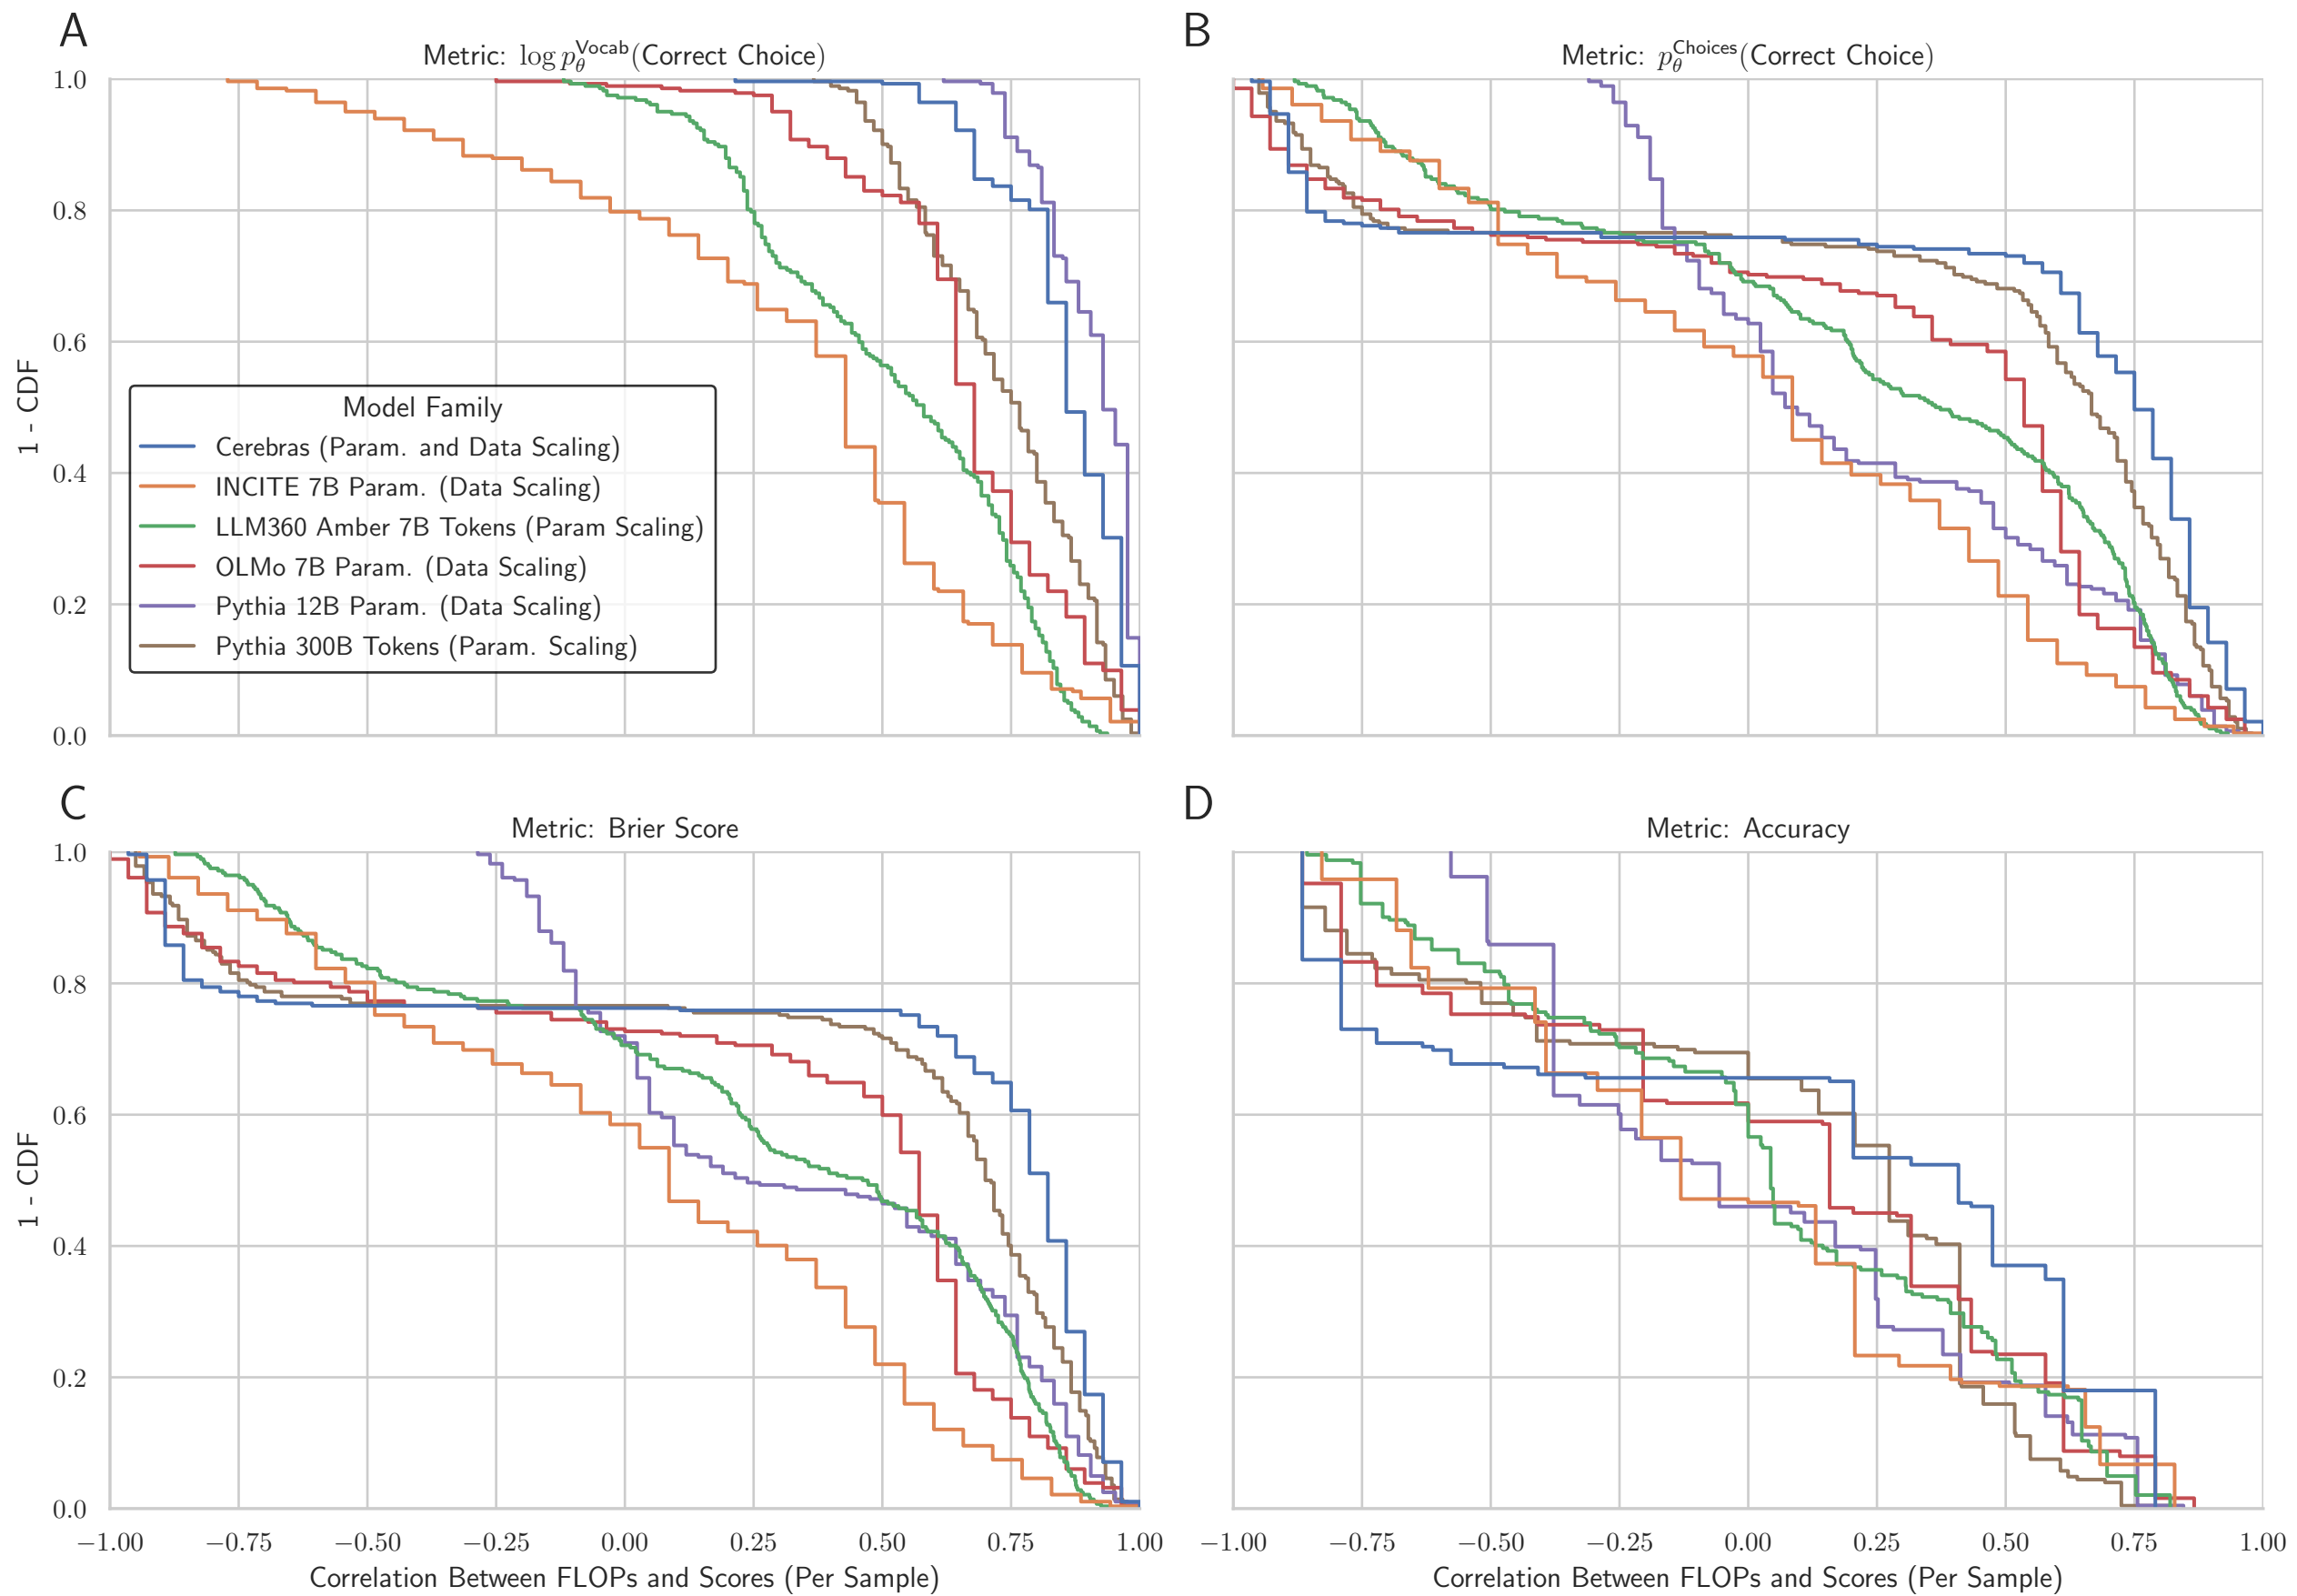 A
Metric: log p_θ^Vocab(Correct Choice)
1.0
0.8
0.6
0.4
0.2
0.0
1 - CDF
Model Family
Cerebras (Param. and Data Scaling)
INCITE 7B Param. (Data Scaling)
LLM360 Amber 7B Tokens (Param Scaling)
OLMo 7B Param. (Data Scaling)
Pythia 12B Param. (Data Scaling)
Pythia 300B Tokens (Param. Scaling)
B
Metric: p_θ^Choices(Correct Choice)
C
Metric: Brier Score
1.0
0.8
0.6
0.4
0.2
0.0
1 - CDF
−1.00 −0.75 −0.50 −0.25 0.00 0.25 0.50 0.75 1.00
Correlation Between FLOPs and Scores (Per Sample)
D
Metric: Accuracy
−1.00 −0.75 −0.50 −0.25 0.00 0.25 0.50 0.75 1.00
Correlation Between FLOPs and Scores (Per Sample)